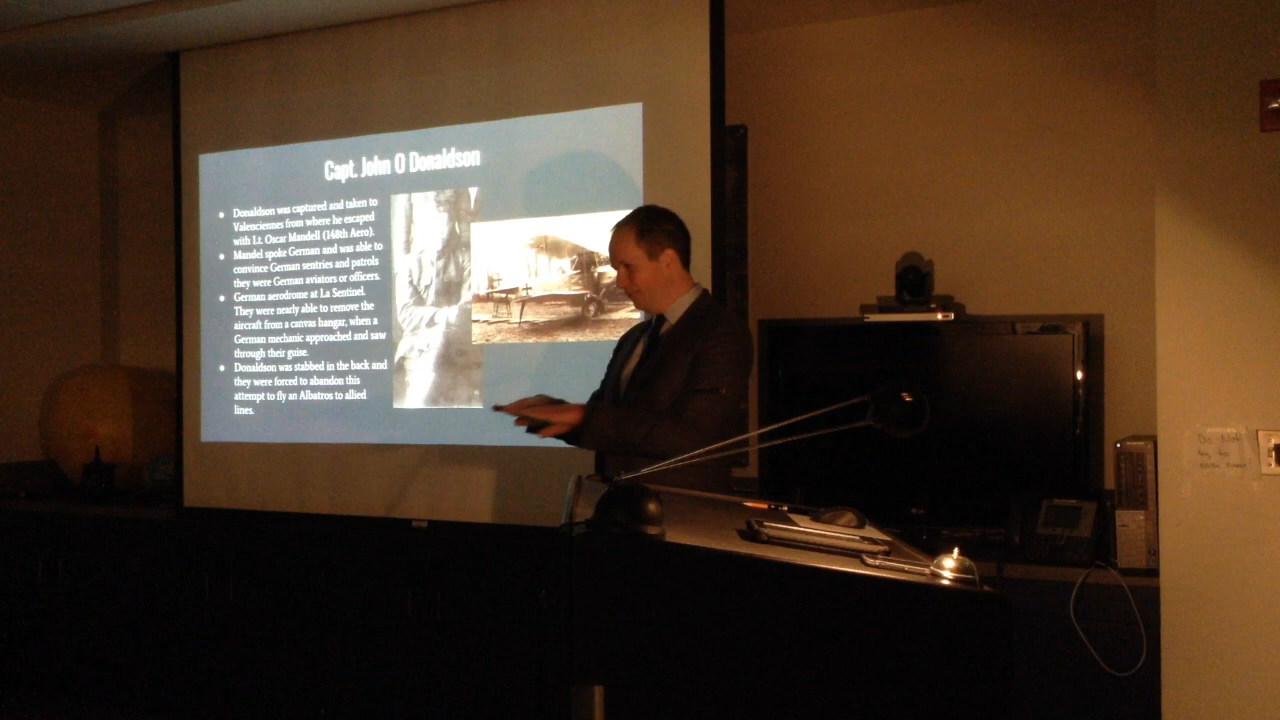 Capt. John O Donaldson
Donaldson was captured and taken to
Valenciennes from where he escaped
with Lt. Oscar Mandell (148th Aero).
Mandel spoke German and was able to
convince German sentries and patrols
they were German aviators or officers.
German aerodrome at La Sentinel.
They were nearly able to remove the
aircraft from a canvas hangar, when a
German mechanic approached and saw
through their guise.
Donaldson was stabbed in the back and
they were forced to abandon this
attempt to fly an Albatros to allied
lines.
Do Not